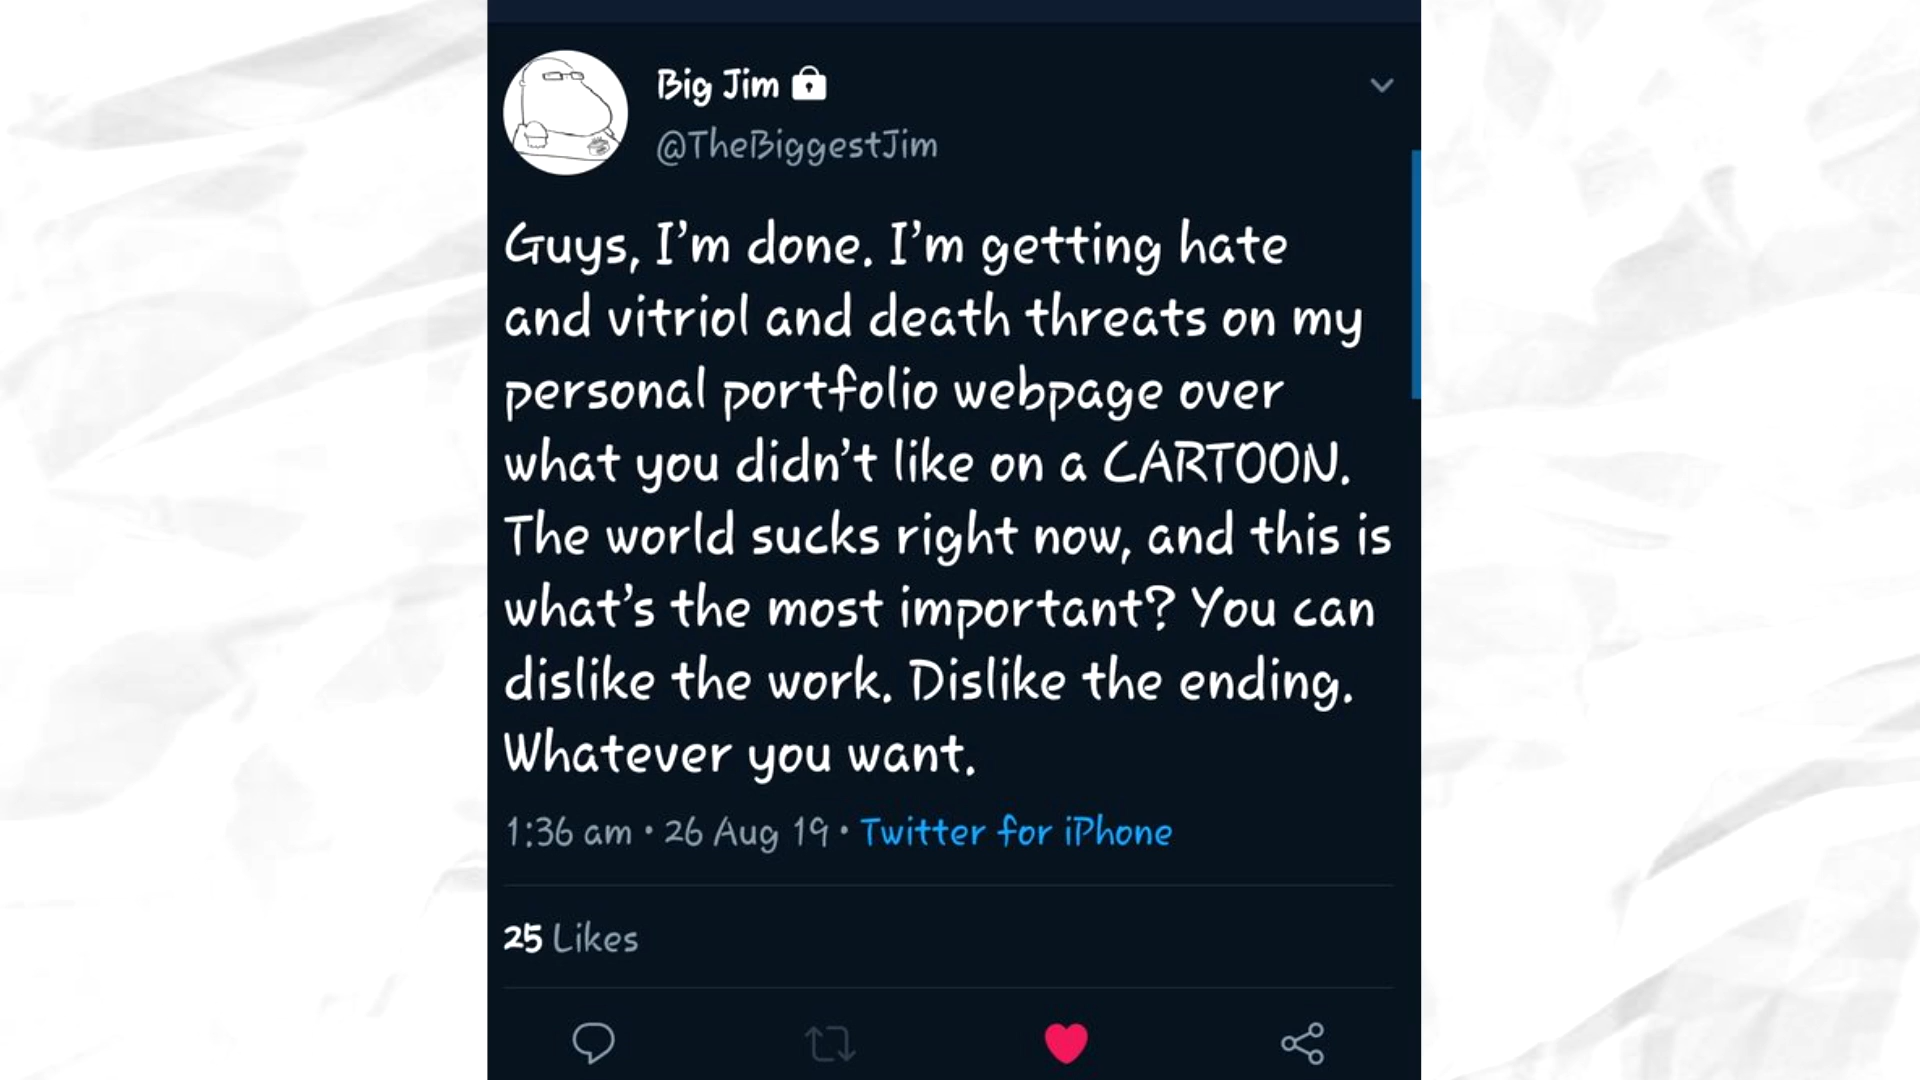 Big Jim
@TheBiggestJim
Guys, I'm done. I'm getting hate
and vitriol and death threats on my
personal portfolio webpage over
what you didn't like on a CARTOON.
The world sucks right now, and this is
what's the most important? You can
dislike the work. Dislike the ending.
Whatever you want.
1:36 am • 26 Aug 19 • Twitter for iPhone
25 Likes